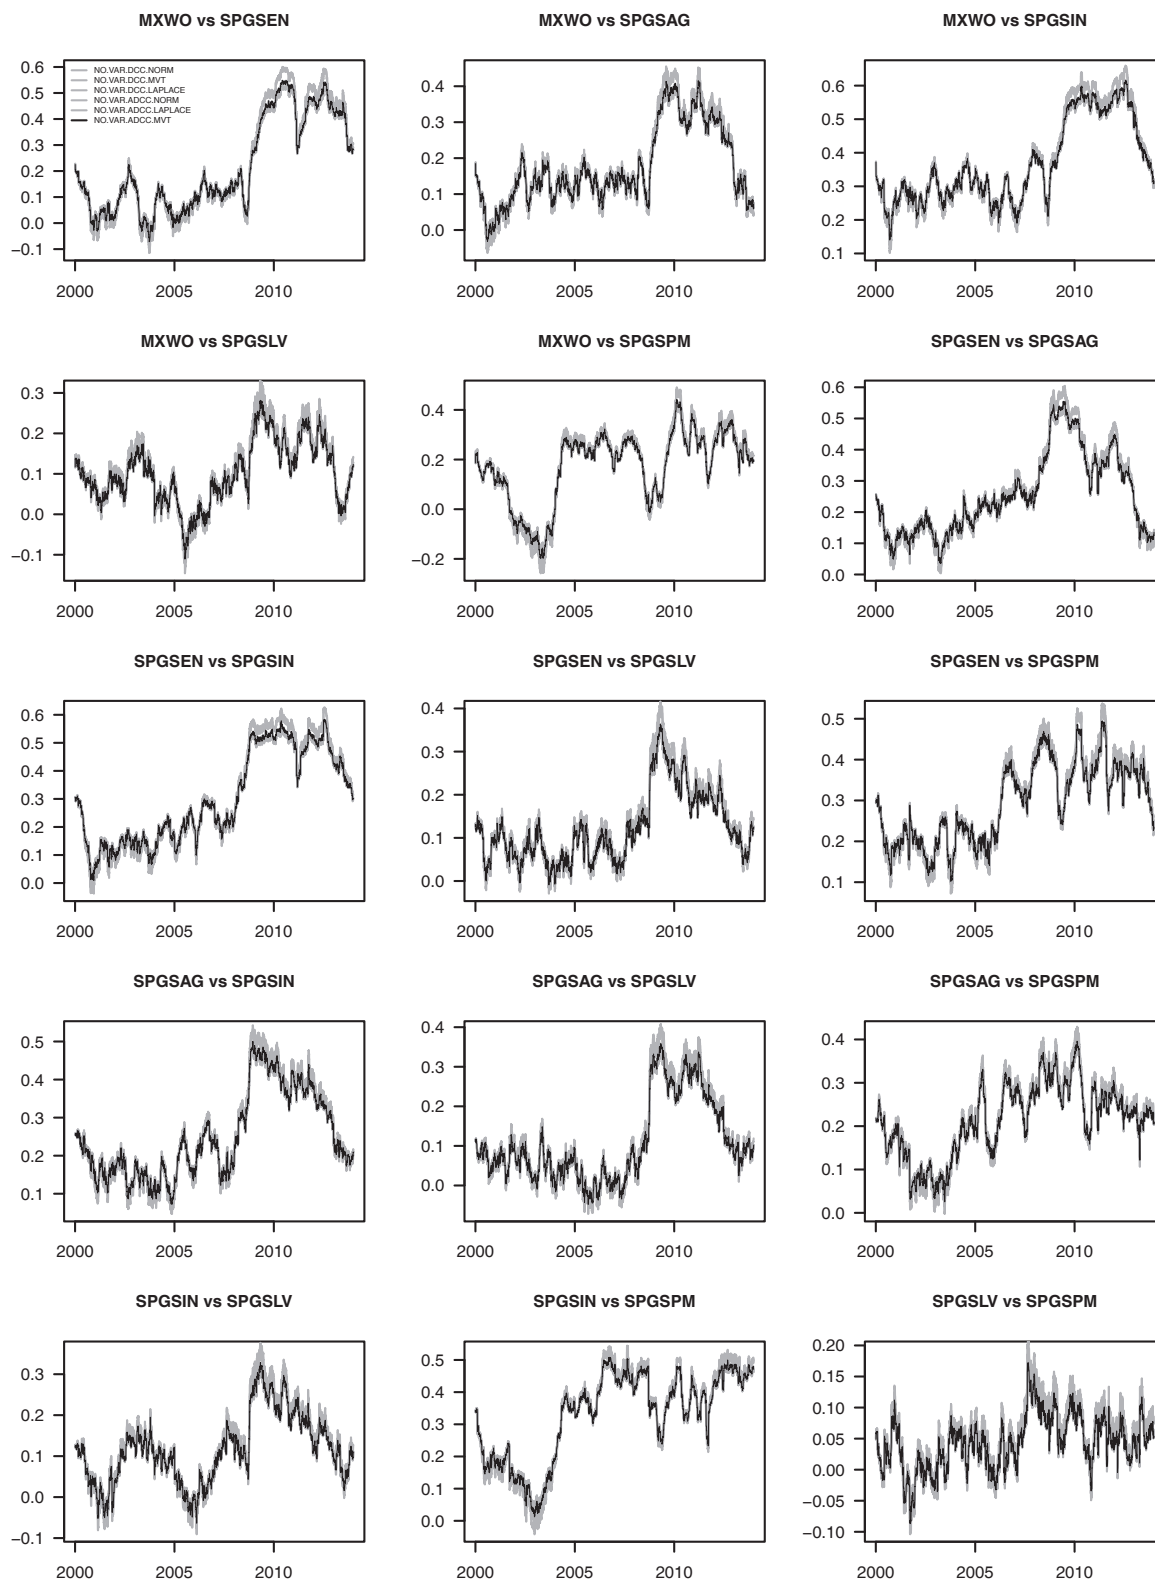 MXWO vs SPGSEN
MXWO vs SPGSAG
MXWO vs SPGSIN
0.6
0.5
0.4
0.3
0.2
0.1
0.0
−0.1
NO.VAR.DCC.NORM
NO.VAR.DCC.MVT
NO.VAR.DCC.LAPLACE
NO.VAR.ADCC.NORM
NO.VAR.ADCC.LAPLACE
NO.VAR.ADCC.MVT
2000 2005 2010
0.4
0.3
0.2
0.1
0.0
2000 2005 2010
0.6
0.5
0.4
0.3
0.2
0.1
2000 2005 2010
MXWO vs SPGSLV
MXWO vs SPGSPM
SPGSEN vs SPGSAG
0.3
0.2
0.1
0.0
−0.1
2000 2005 2010
0.4
0.2
0.0
−0.2
2000 2005 2010
0.6
0.5
0.4
0.3
0.2
0.1
0.0
2000 2005 2010
SPGSEN vs SPGSIN
SPGSEN vs SPGSLV
SPGSEN vs SPGSPM
0.6
0.5
0.4
0.3
0.2
0.1
0.0
2000 2005 2010
0.4
0.3
0.2
0.1
0.0
2000 2005 2010
0.5
0.4
0.3
0.2
0.1
2000 2005 2010
SPGSAG vs SPGSIN
SPGSAG vs SPGSLV
SPGSAG vs SPGSPM
0.5
0.4
0.3
0.2
0.1
2000 2005 2010
0.4
0.3
0.2
0.1
0.0
2000 2005 2010
0.4
0.3
0.2
0.1
0.0
2000 2005 2010
SPGSIN vs SPGSLV
SPGSIN vs SPGSPM
SPGSLV vs SPGSPM
0.3
0.2
0.1
0.0
−0.1
2000 2005 2010
0.5
0.4
0.3
0.2
0.1
0.0
2000 2005 2010
0.20
0.15
0.10
0.05
0.00
−0.05
−0.10
2000 2005 2010